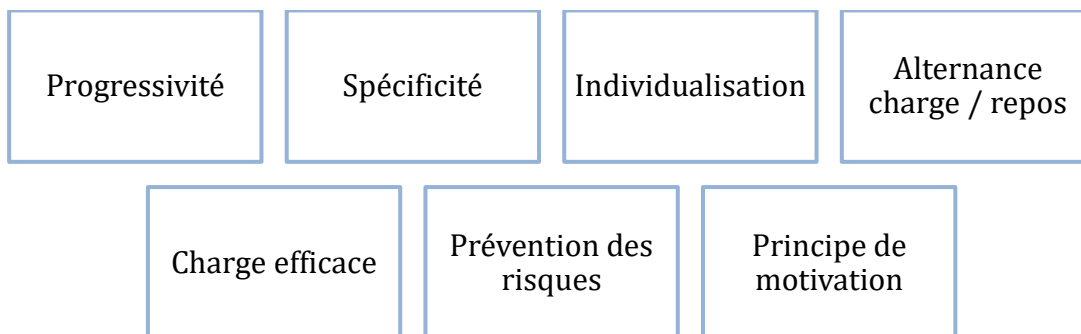 Progressivité
Spécificité
Individualisation
Alternance
charge / repos
Charge efficace
Prévention des
risques
Principe de
motivation